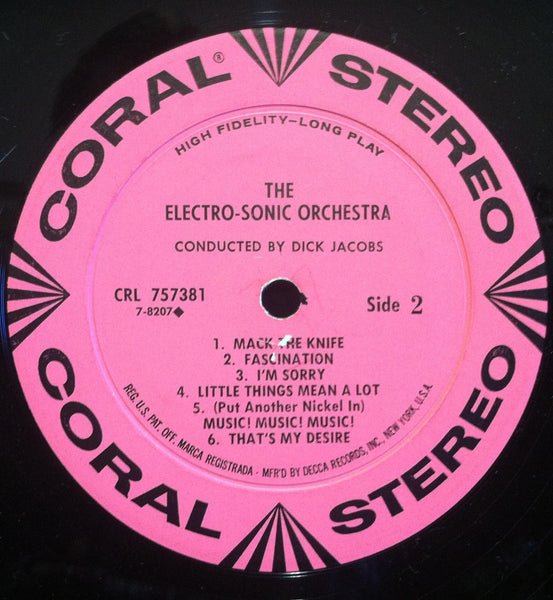 CORAL® STEREO
HIGH FIDELITY—LONG PLAY
THE
ELECTRO-SONIC ORCHESTRA
CONDUCTED BY DICK JACOBS
CRL 757381
7-8207◆
Side 2
1. MACK THE KNIFE
2. FASCINATION
3. I'M SORRY
4. LITTLE THINGS MEAN A LOT
5. (Put Another Nickel In)
MUSIC! MUSIC! MUSIC!
6. THAT'S MY DESIRE
REG. U.S. PAT. OFF. MARCA REGISTRADA - MFR'D BY DECCA RECORDS, INC., NEW YORK, U.S.A.
CORAL STEREO